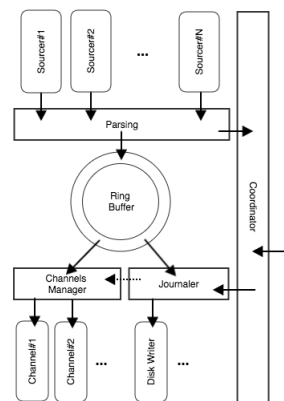 Sourcer#1
Sourcer#2
...
Sourcer#N
Parsing
Ring
Buffer
Coordinator
Channels
Manager
Journaler
Channel#1
Channel#2
...
Disk Writer
...